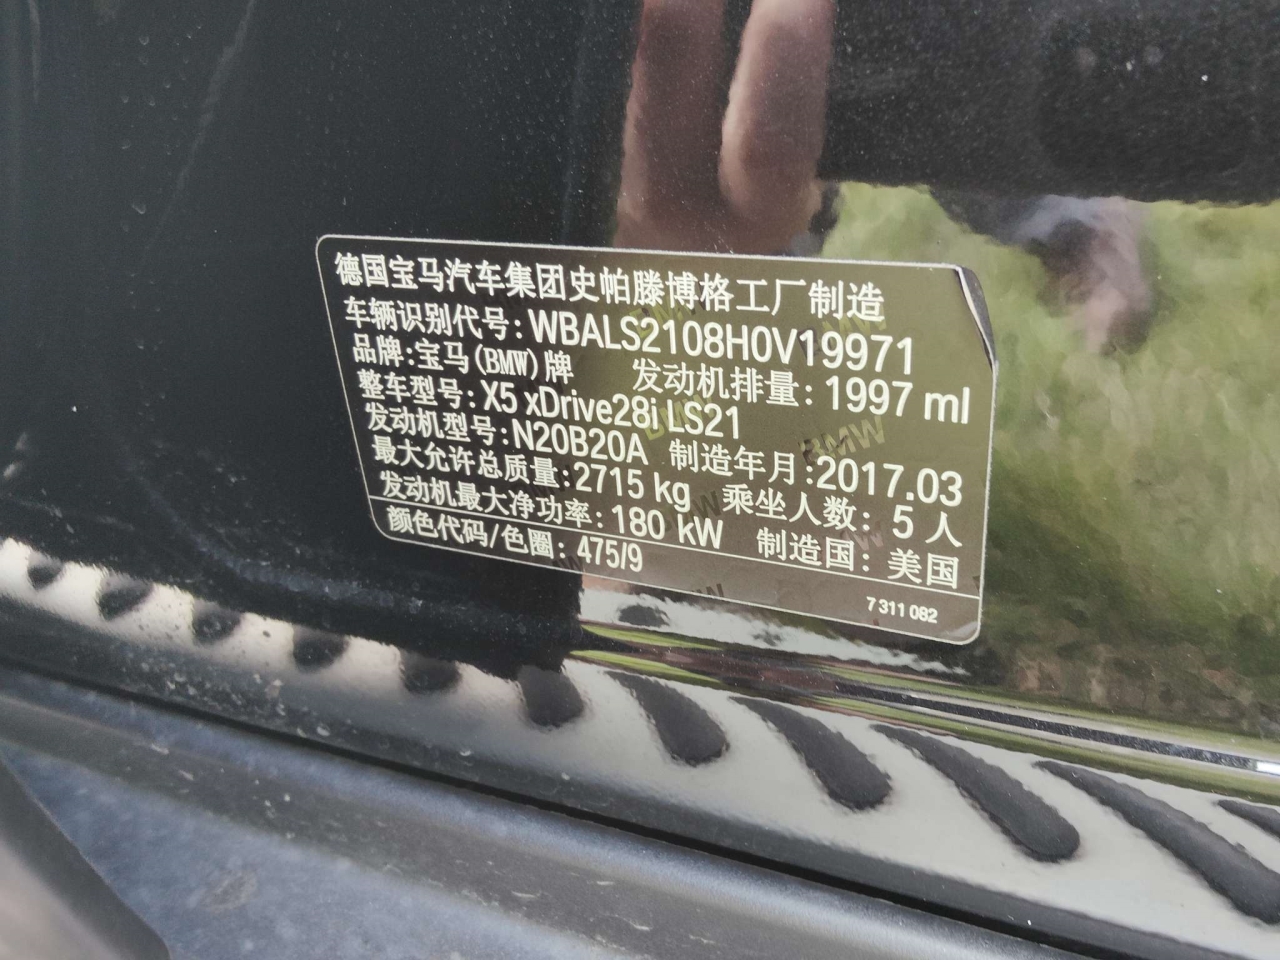 德国宝马汽车集团史帕滕博格工厂制造
车辆识别代号：WBALS2108H0V19971
品牌：宝马(BMW)牌 发动机排量：1997 ml
整车型号：X5 xDrive28i LS21
发动机型号：N20B20A 制造年月：2017.03
最大允许总质量：2715 kg 乘坐人数：5 人
发动机最大净功率：180 kW 制造国：美国
颜色代码/色圈：475/9
7 311 082